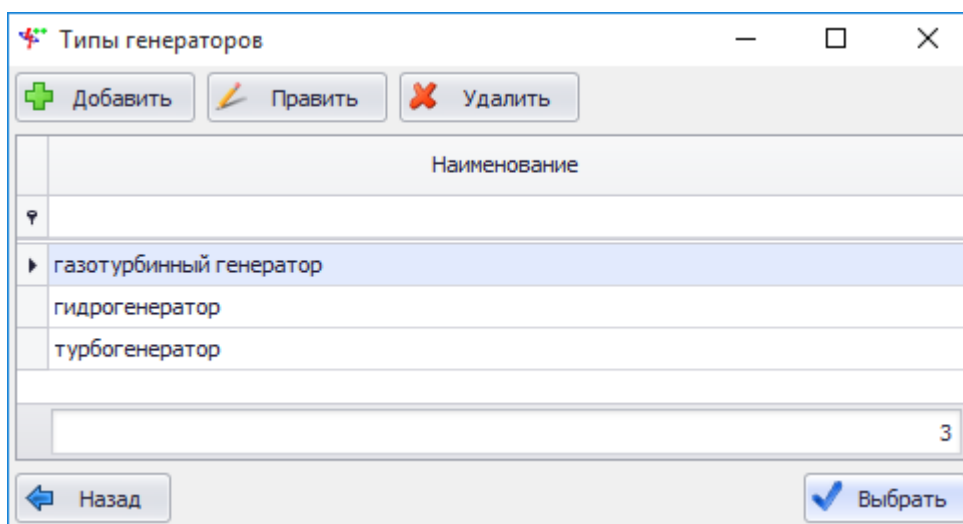 Типы генераторов
Добавить Править Удалить
Наименование
газотурбинный генератор
гидрогенератор
турбогенератор
3
Назад Выбрать